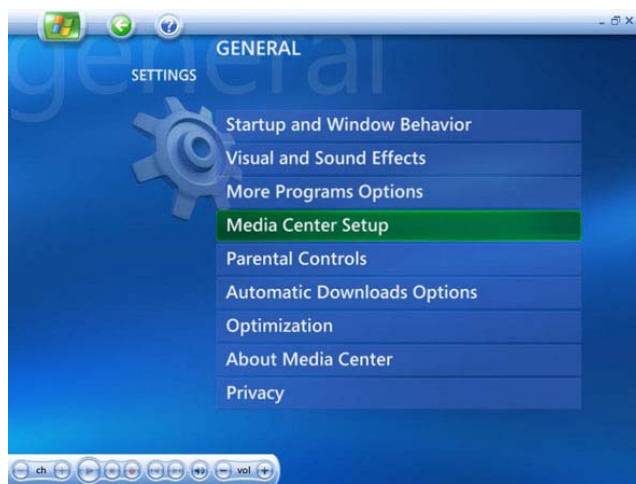 general
GENERAL
SETTINGS
Startup and Window Behavior
Visual and Sound Effects
More Programs Options
Media Center Setup
Parental Controls
Automatic Downloads Options
Optimization
About Media Center
Privacy
ch
vol